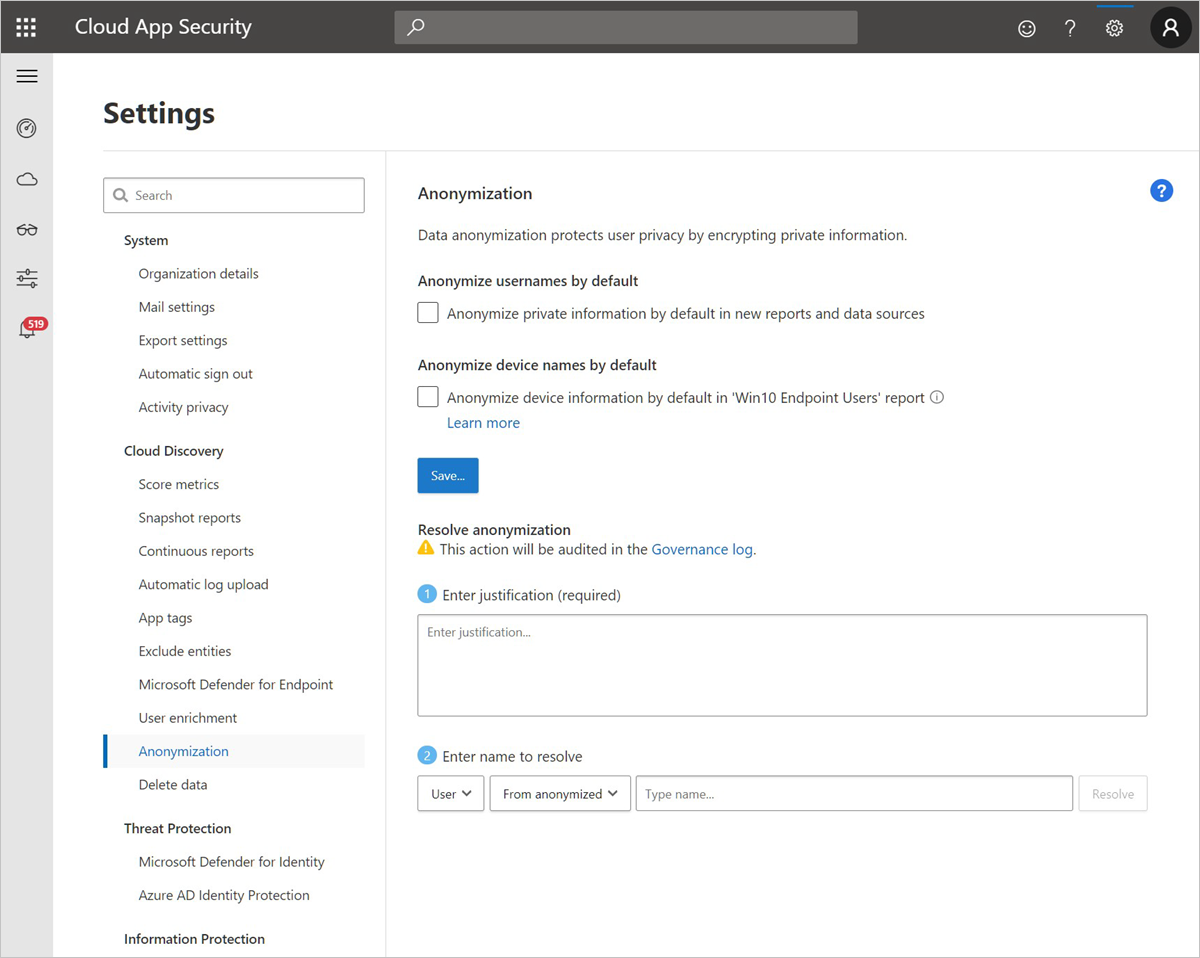 Cloud App Security
?
519
Settings
Search
System
Organization details
Mail settings
Export settings
Automatic sign out
Activity privacy
Cloud Discovery
Score metrics
Snapshot reports
Continuous reports
Automatic log upload
App tags
Exclude entities
Microsoft Defender for Endpoint
User enrichment
Anonymization
Delete data
Threat Protection
Microsoft Defender for Identity
Azure AD Identity Protection
Information Protection
Anonymization
?
Data anonymization protects user privacy by encrypting private information.
Anonymize usernames by default
Anonymize private information by default in new reports and data sources
Anonymize device names by default
Anonymize device information by default in 'Win10 Endpoint Users' report
Learn more
Save...
Resolve anonymization
This action will be audited in the Governance log.
1 Enter justification (required)
Enter justification...
2 Enter name to resolve
User From anonymized Type name... Resolve